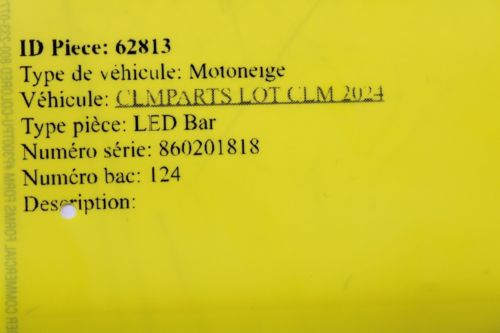 ID Piece: 62813
Type de véhicule: Motoneige
Véhicule: CLMPARTS LOT CLM 2024
Type pièce: LED Bar
Numéro série: 860201818
Numéro bac: 124
Description: